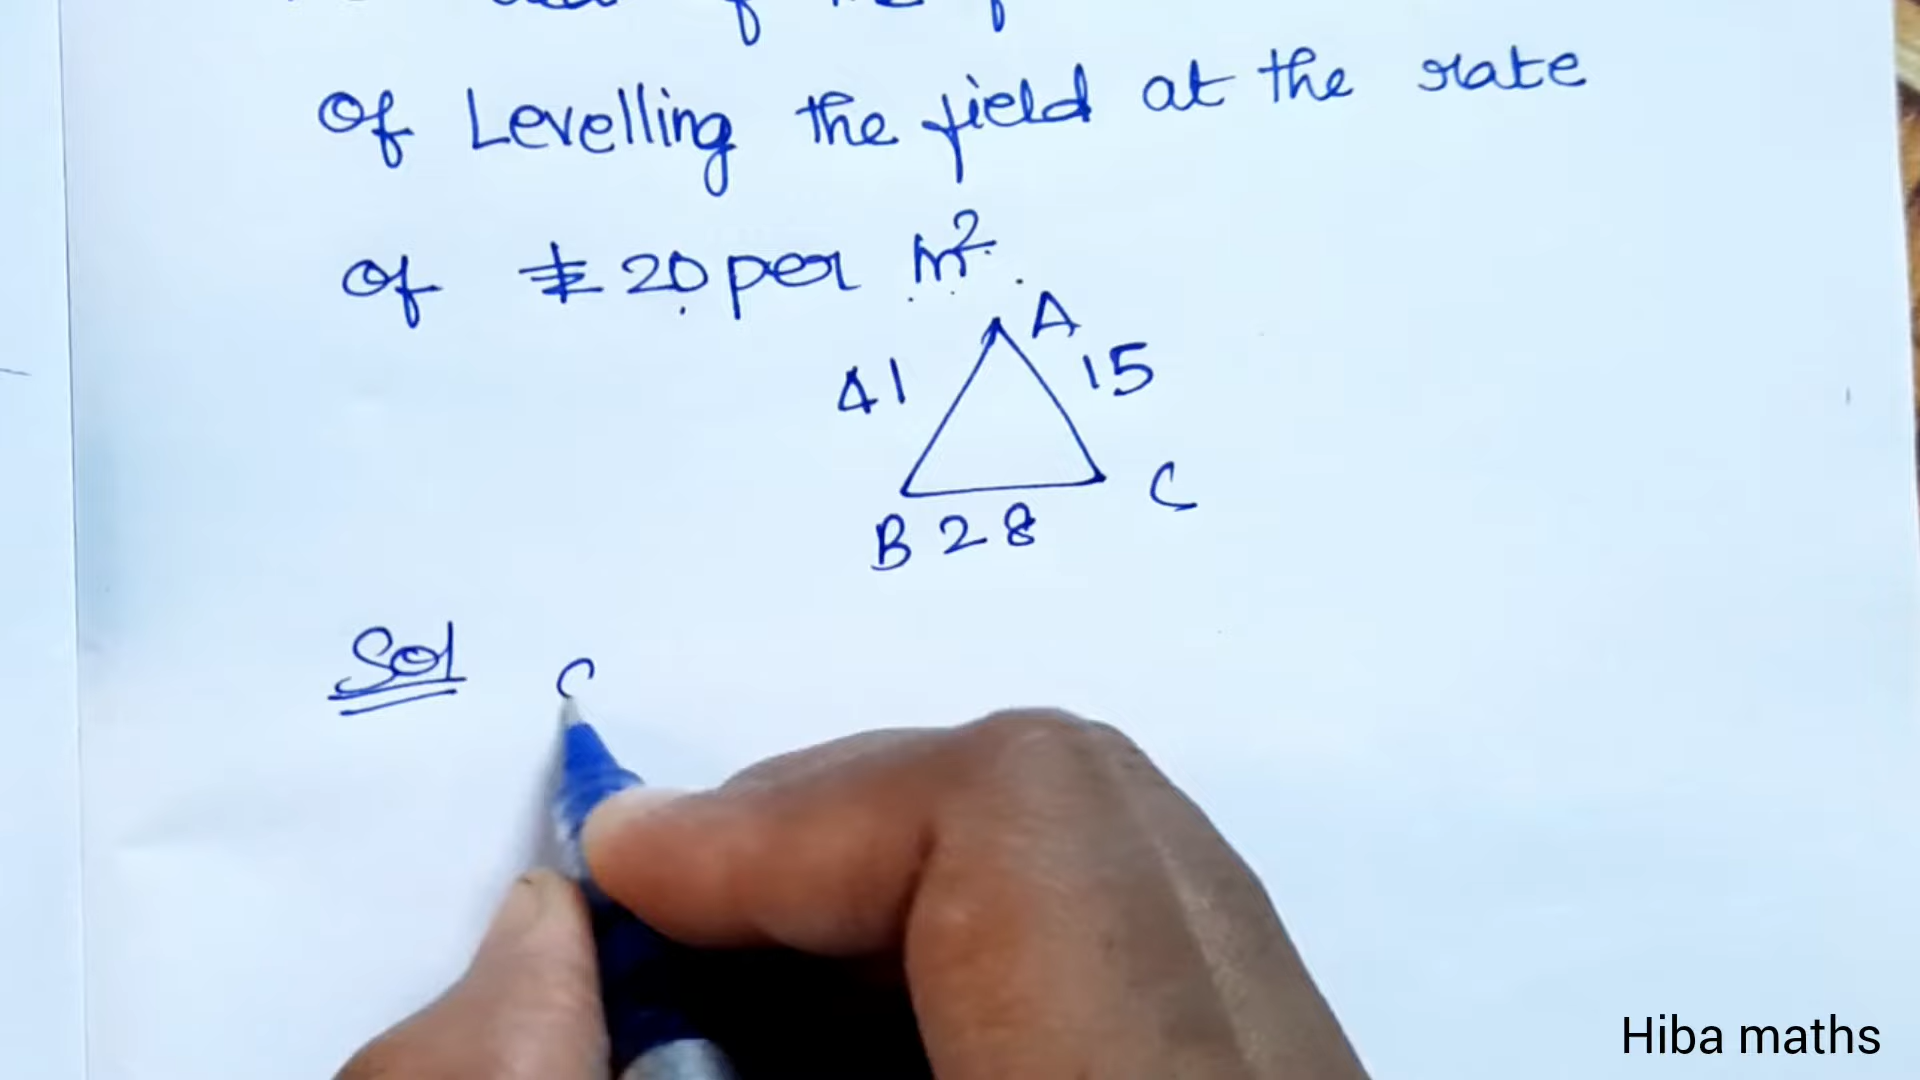 of Levelling the field at the rate
of ₹ 20 per m².
A
41 15
B 28 C
Sol
Hiba maths